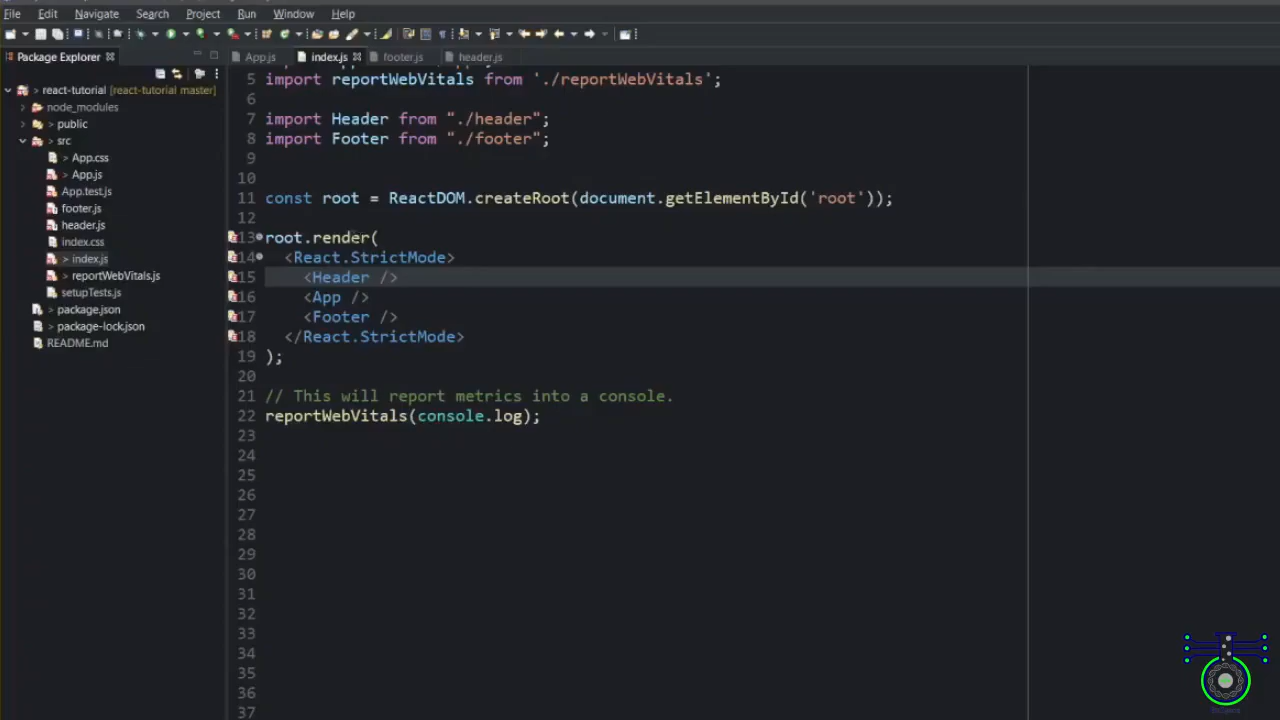 File Edit Navigate Search Project Run Window Help
Package Explorer
App.js index.js footer.js header.js
react-tutorial [react-tutorial master]
node_modules
> public
> src
> App.css
> App.js
App.test.js
footer.js
header.js
index.css
> index.js
> reportWebVitals.js
setupTests.js
> package.json
> package-lock.json
README.md
5 import reportWebVitals from './reportWebVitals';
6
7 import Header from "./header";
8 import Footer from "./footer";
9
10
11 const root = ReactDOM.createRoot(document.getElementById('root'));
12
13 root.render(
14 <React.StrictMode>
15 <Header />
16 <App />
17 <Footer />
18 </React.StrictMode>
19 );
20
21 // This will report metrics into a console.
22 reportWebVitals(console.log);
23
24
25
26
27
28
29
30
31
32
33
34
35
36
37